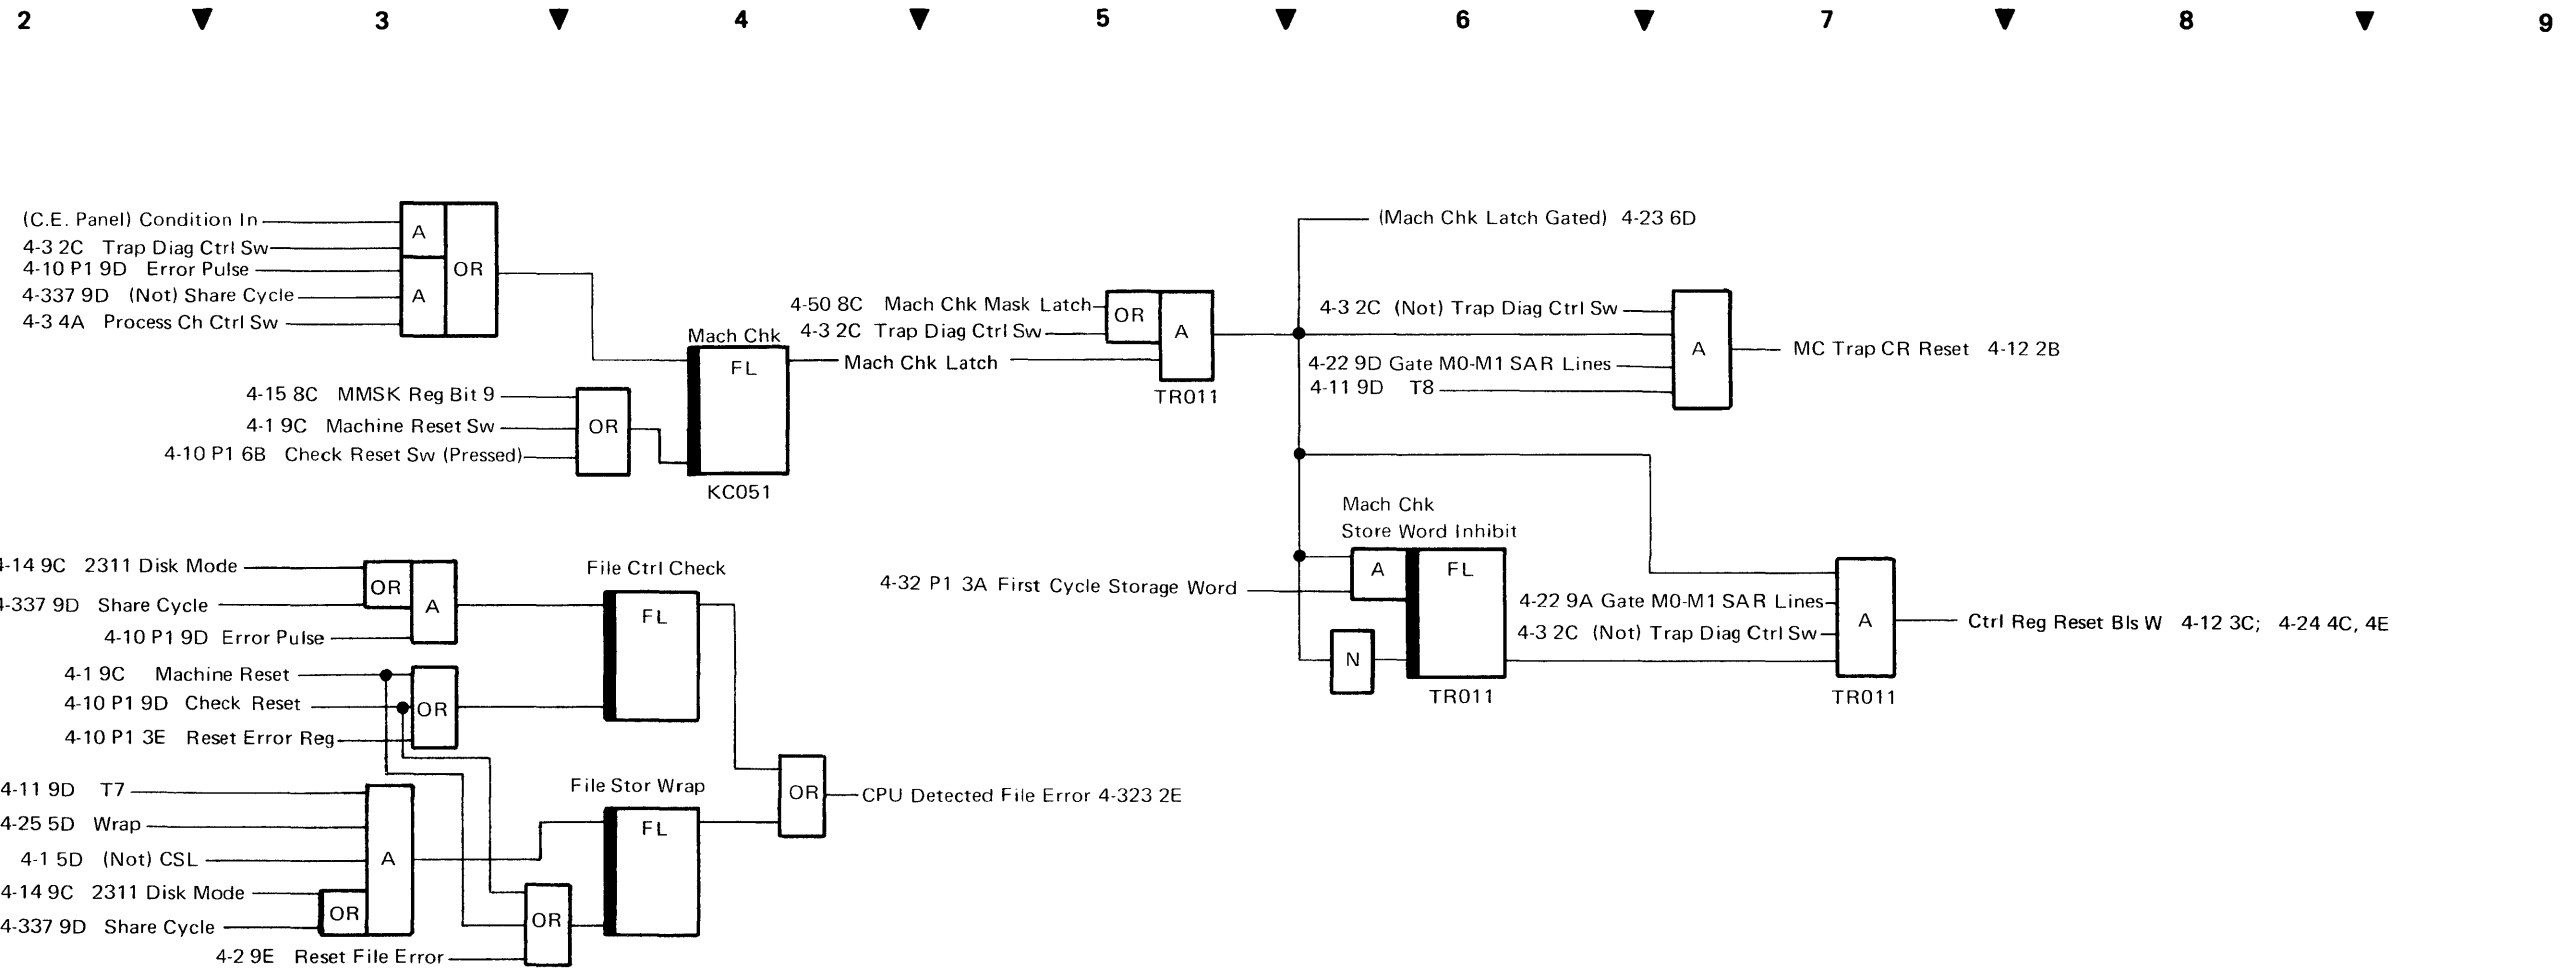 2 3 4 5 6 7 8 9
(C.E. Panel) Condition In
4-3 2C Trap Diag Ctrl Sw
4-10 P1 9D Error Pulse
4-337 9D (Not) Share Cycle
4-3 4A Process Ch Ctrl Sw
A
A
OR
Mach Chk
FL
KC051
4-15 8C MMSK Reg Bit 9
4-1 9C Machine Reset Sw
4-10 P1 6B Check Reset Sw (Pressed)
OR
Mach Chk Latch
4-50 8C Mach Chk Mask Latch
4-3 2C Trap Diag Ctrl Sw
OR
A
TR011
(Mach Chk Latch Gated) 4-23 6D
4-3 2C (Not) Trap Diag Ctrl Sw
4-22 9D Gate M0-M1 SAR Lines
4-11 9D T8
A
MC Trap CR Reset 4-12 2B
Mach Chk
Store Word Inhibit
4-32 P1 3A First Cycle Storage Word
A
FL
N
TR011
4-22 9A Gate M0-M1 SAR Lines
4-3 2C (Not) Trap Diag Ctrl Sw
A
TR011
Ctrl Reg Reset Bls W 4-12 3C; 4-24 4C, 4E
4-14 9C 2311 Disk Mode
4-337 9D Share Cycle
4-10 P1 9D Error Pulse
OR
A
File Ctrl Check
FL
4-1 9C Machine Reset
4-10 P1 9D Check Reset
4-10 P1 3E Reset Error Reg
OR
4-11 9D T7
4-25 5D Wrap
4-1 5D (Not) CSL
4-14 9C 2311 Disk Mode
4-337 9D Share Cycle
OR
A
4-2 9E Reset File Error
OR
File Stor Wrap
FL
OR
CPU Detected File Error 4-323 2E